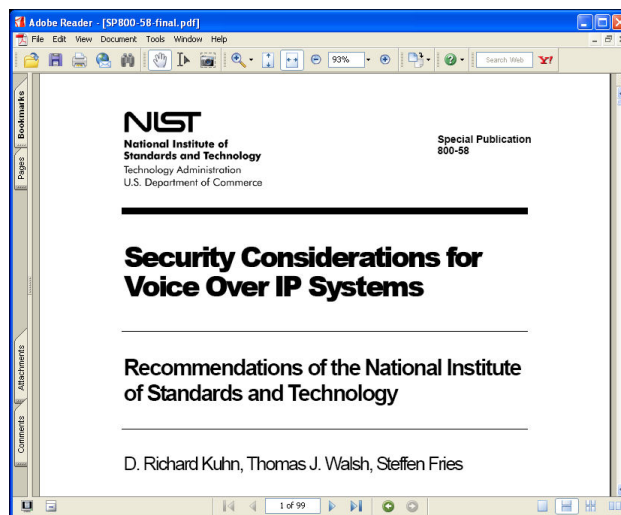 Adobe Reader - [SP800-58-final.pdf]
File Edit View Document Tools Window Help
93%
Search Web
Y!
Bookmarks
Pages
Attachments
Comments
NIST
National Institute of
Standards and Technology
Technology Administration
U.S. Department of Commerce
Special Publication
800-58
Security Considerations for
Voice Over IP Systems
Recommendations of the National Institute
of Standards and Technology
D. Richard Kuhn, Thomas J. Walsh, Steffen Fries
1 of 99